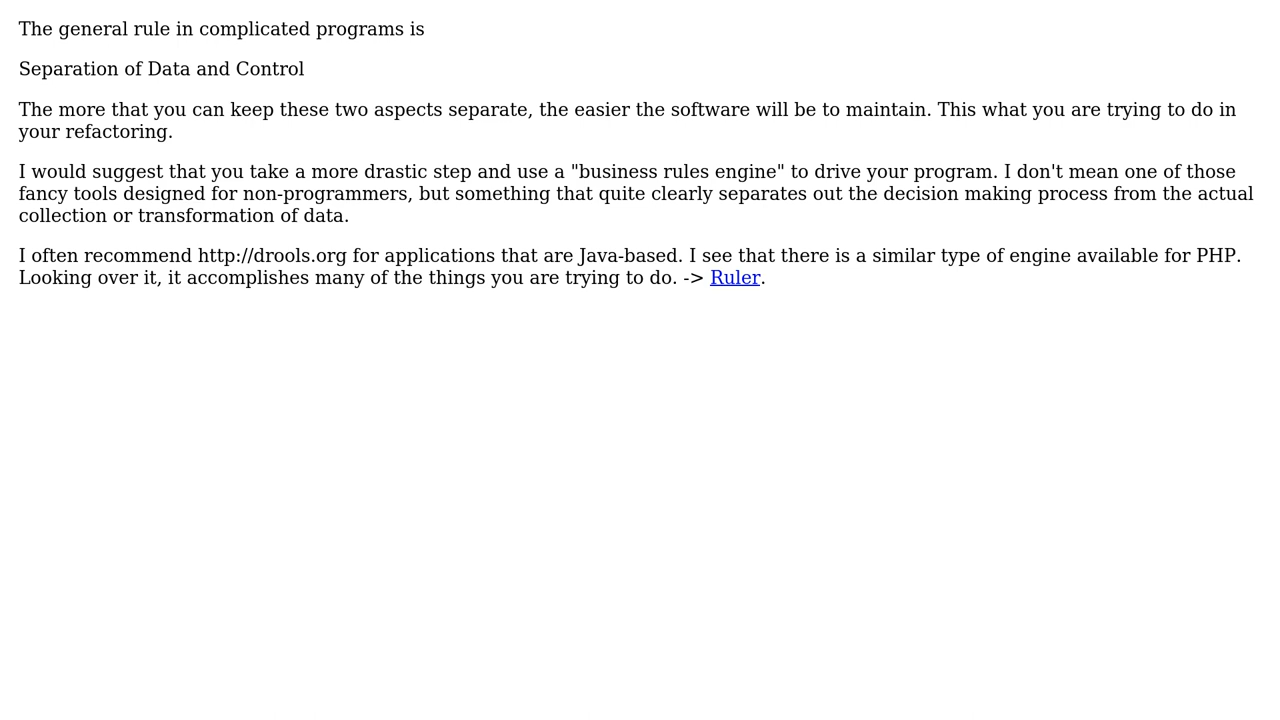 The general rule in complicated programs is
Separation of Data and Control
The more that you can keep these two aspects separate, the easier the software will be to maintain. This what you are trying to do in
your refactoring.
I would suggest that you take a more drastic step and use a "business rules engine" to drive your program. I don't mean one of those
fancy tools designed for non-programmers, but something that quite clearly separates out the decision making process from the actual
collection or transformation of data.
I often recommend http://drools.org for applications that are Java-based. I see that there is a similar type of engine available for PHP.
Looking over it, it accomplishes many of the things you are trying to do. -> Ruler.